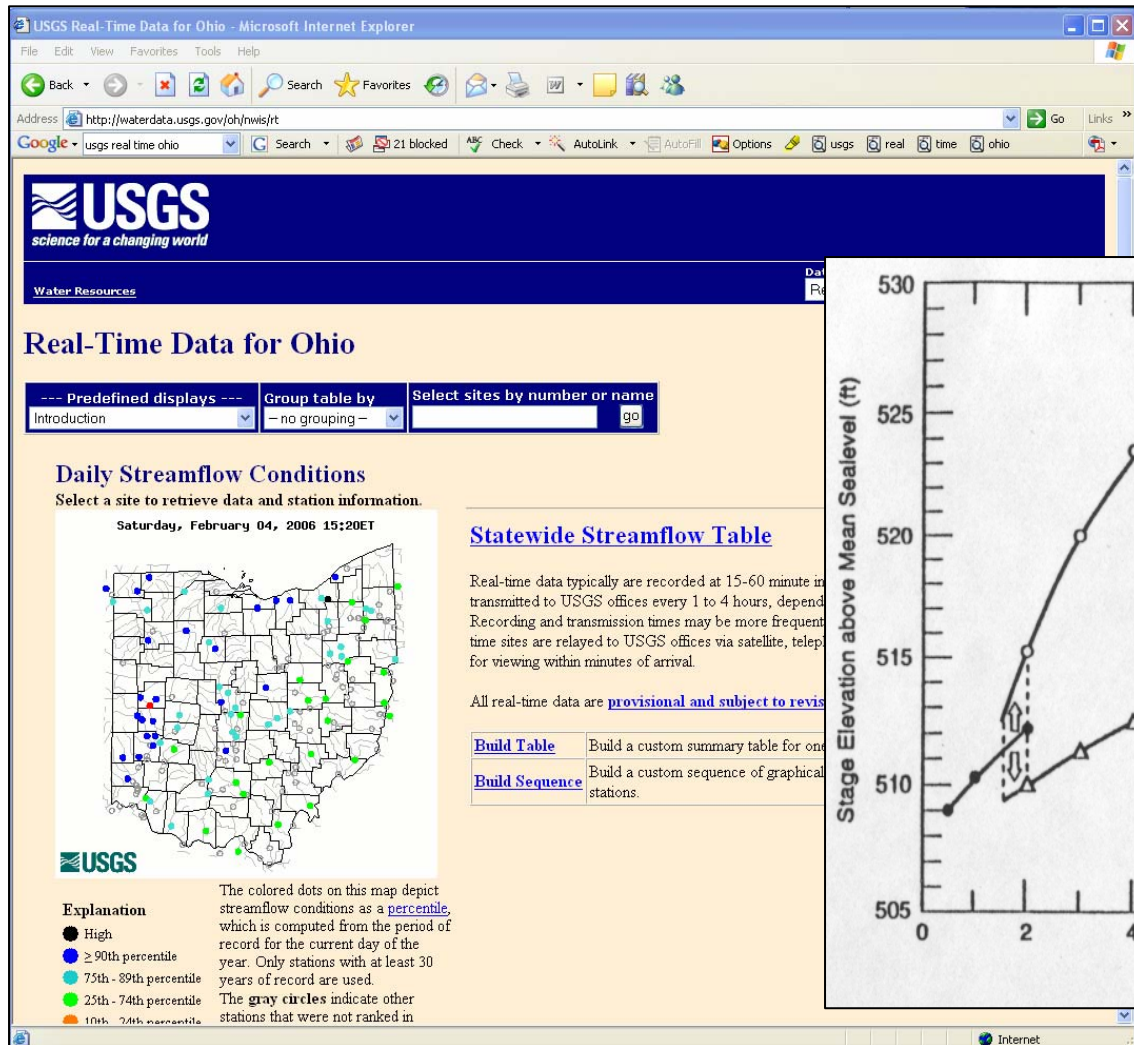 USGS Real-Time Data for Ohio - Microsoft Internet Explorer
File Edit View Favorites Tools Help
Back Search Favorites
Address http://waterdata.usgs.gov/oh/nwis/rt Go Links »
Google usgs real time ohio Search 21 blocked Check AutoLink AutoFill Options usgs real time ohio
USGS
science for a changing world
Water Resources
Real-Time Data for Ohio
--- Predefined displays --- Group table by Select sites by number or name
Introduction -- no grouping -- go
Daily Streamflow Conditions
Select a site to retrieve data and station information.
Saturday, February 04, 2006 15:20ET
USGS
Explanation
High
≥ 90th percentile
75th - 89th percentile
25th - 74th percentile
10th - 24th percentile
The colored dots on this map depict
streamflow conditions as a percentile,
which is computed from the period of
record for the current day of the
year. Only stations with at least 30
years of record are used.
The gray circles indicate other
stations that were not ranked in
Statewide Streamflow Table
Real-time data typically are recorded at 15-60 minute in
transmitted to USGS offices every 1 to 4 hours, depend
Recording and transmission times may be more frequent
time sites are relayed to USGS offices via satellite, telep
for viewing within minutes of arrival.
All real-time data are provisional and subject to revis
Build Table Build a custom summary table for one
Build Sequence Build a custom sequence of graphical
stations.
Stage Elevation above Mean Sealevel (ft)
530
525
520
515
510
505
0 2 4
Internet